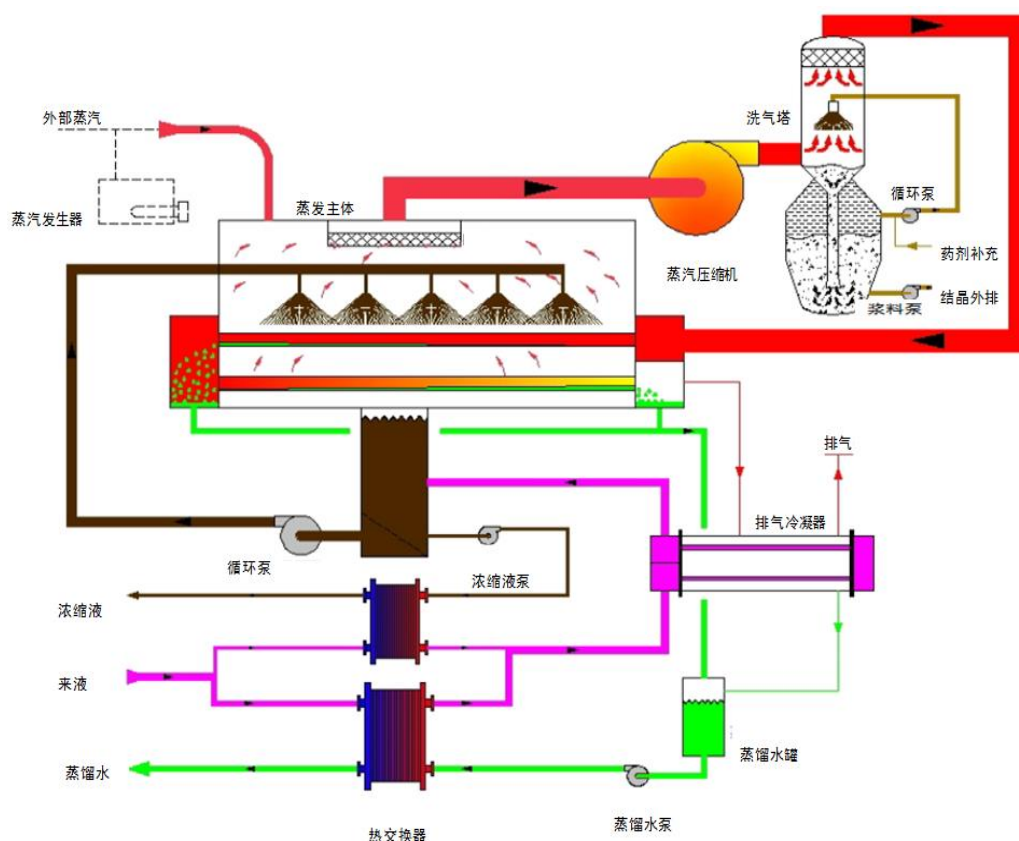 外部蒸汽
洗气塔
蒸汽发生器
蒸发主体
循环泵
蒸汽压缩机
药剂补充
结晶外排
浆料泵
排气
排气冷凝器
循环泵
浓缩液泵
浓缩液
来液
蒸馏水罐
蒸馏水
热交换器
蒸馏水泵